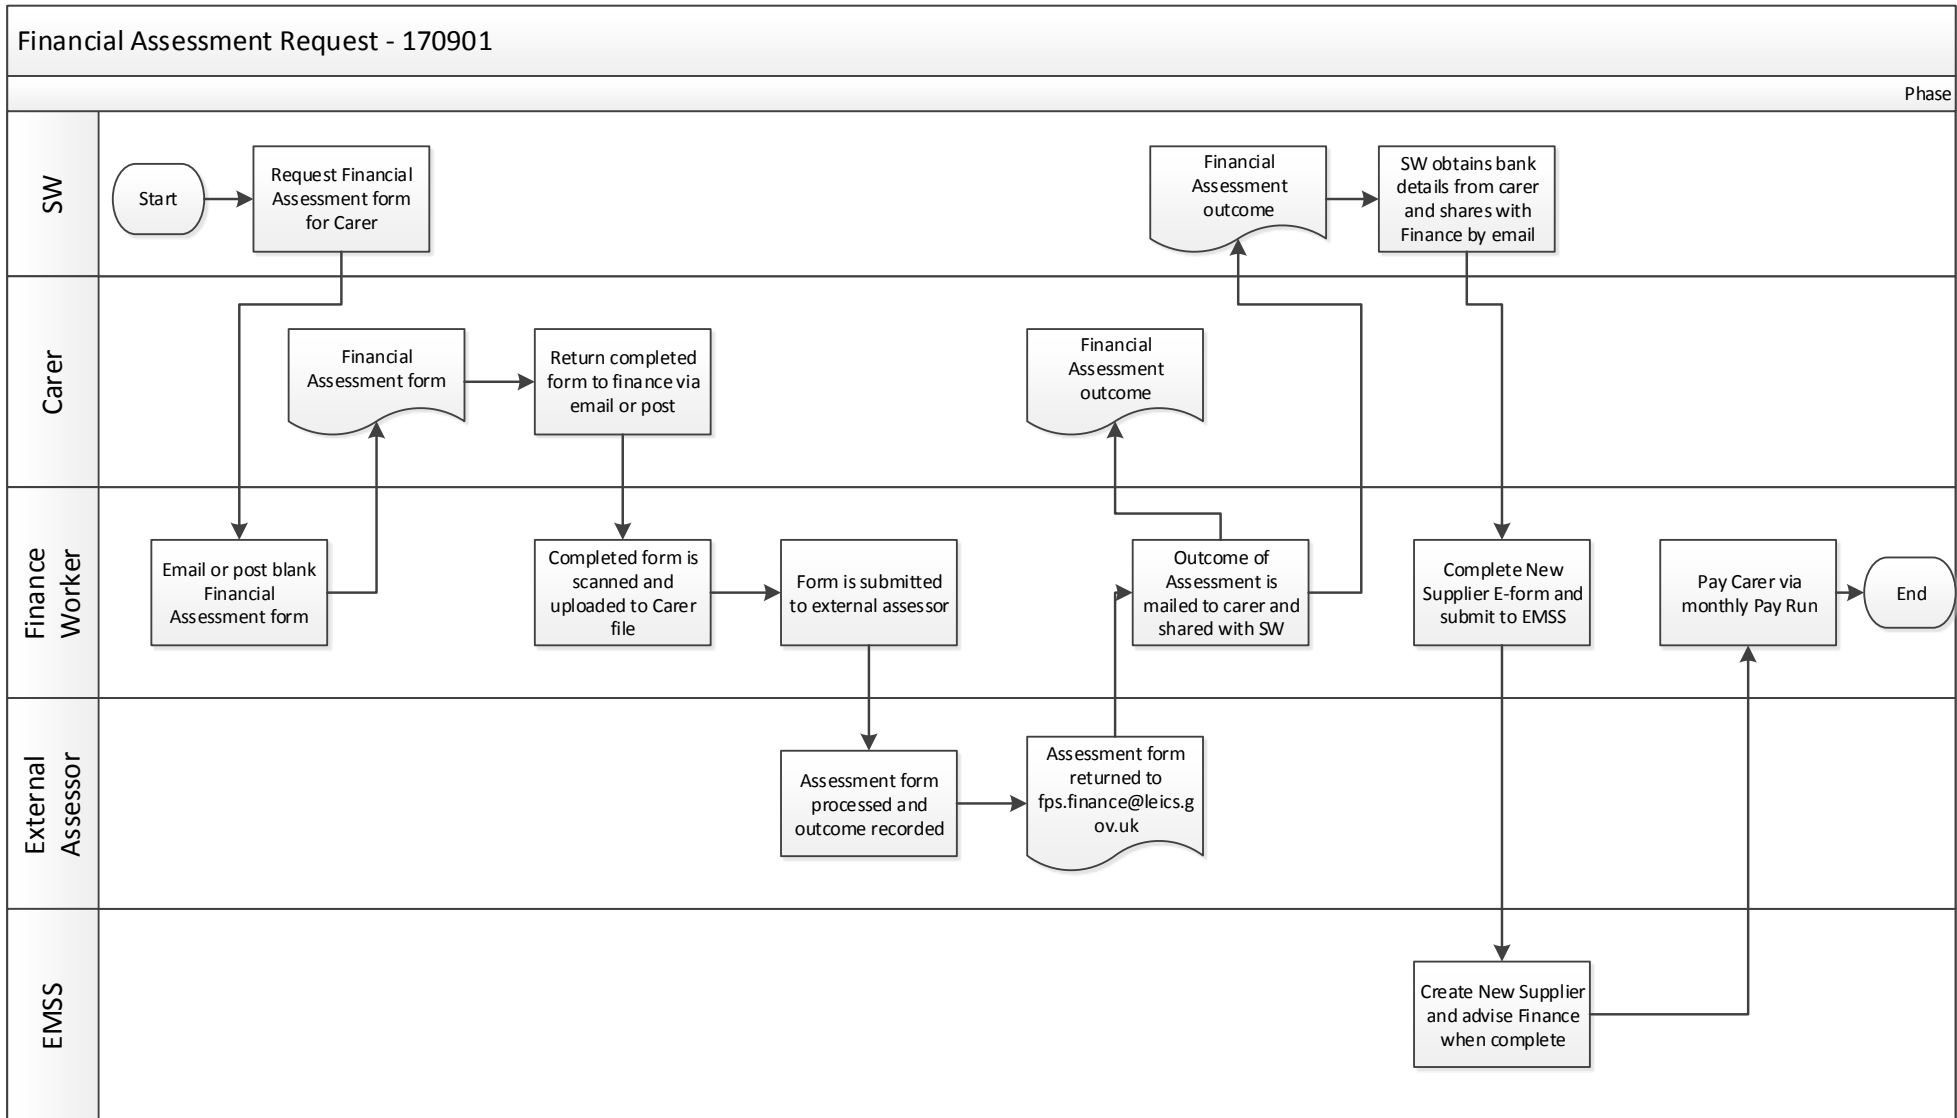 Financial Assessment Request - 170901
Phase
SW
Start
Request Financial
Assessment form
for Carer
Financial
Assessment
outcome
SW obtains bank
details from carer
and shares with
Finance by email
Carer
Financial
Assessment form
Return completed
form to finance via
email or post
Financial
Assessment
outcome
Finance
Worker
Email or post blank
Financial
Assessment form
Completed form is
scanned and
uploaded to Carer
file
Form is submitted
to external assessor
Outcome of
Assessment is
mailed to carer and
shared with SW
Complete New
Supplier E-form and
submit to EMSS
Pay Carer via
monthly Pay Run
End
External
Assessor
Assessment form
processed and
outcome recorded
Assessment form
returned to
fps.finance@leics.g
ov.uk
EMSS
Create New Supplier
and advise Finance
when complete